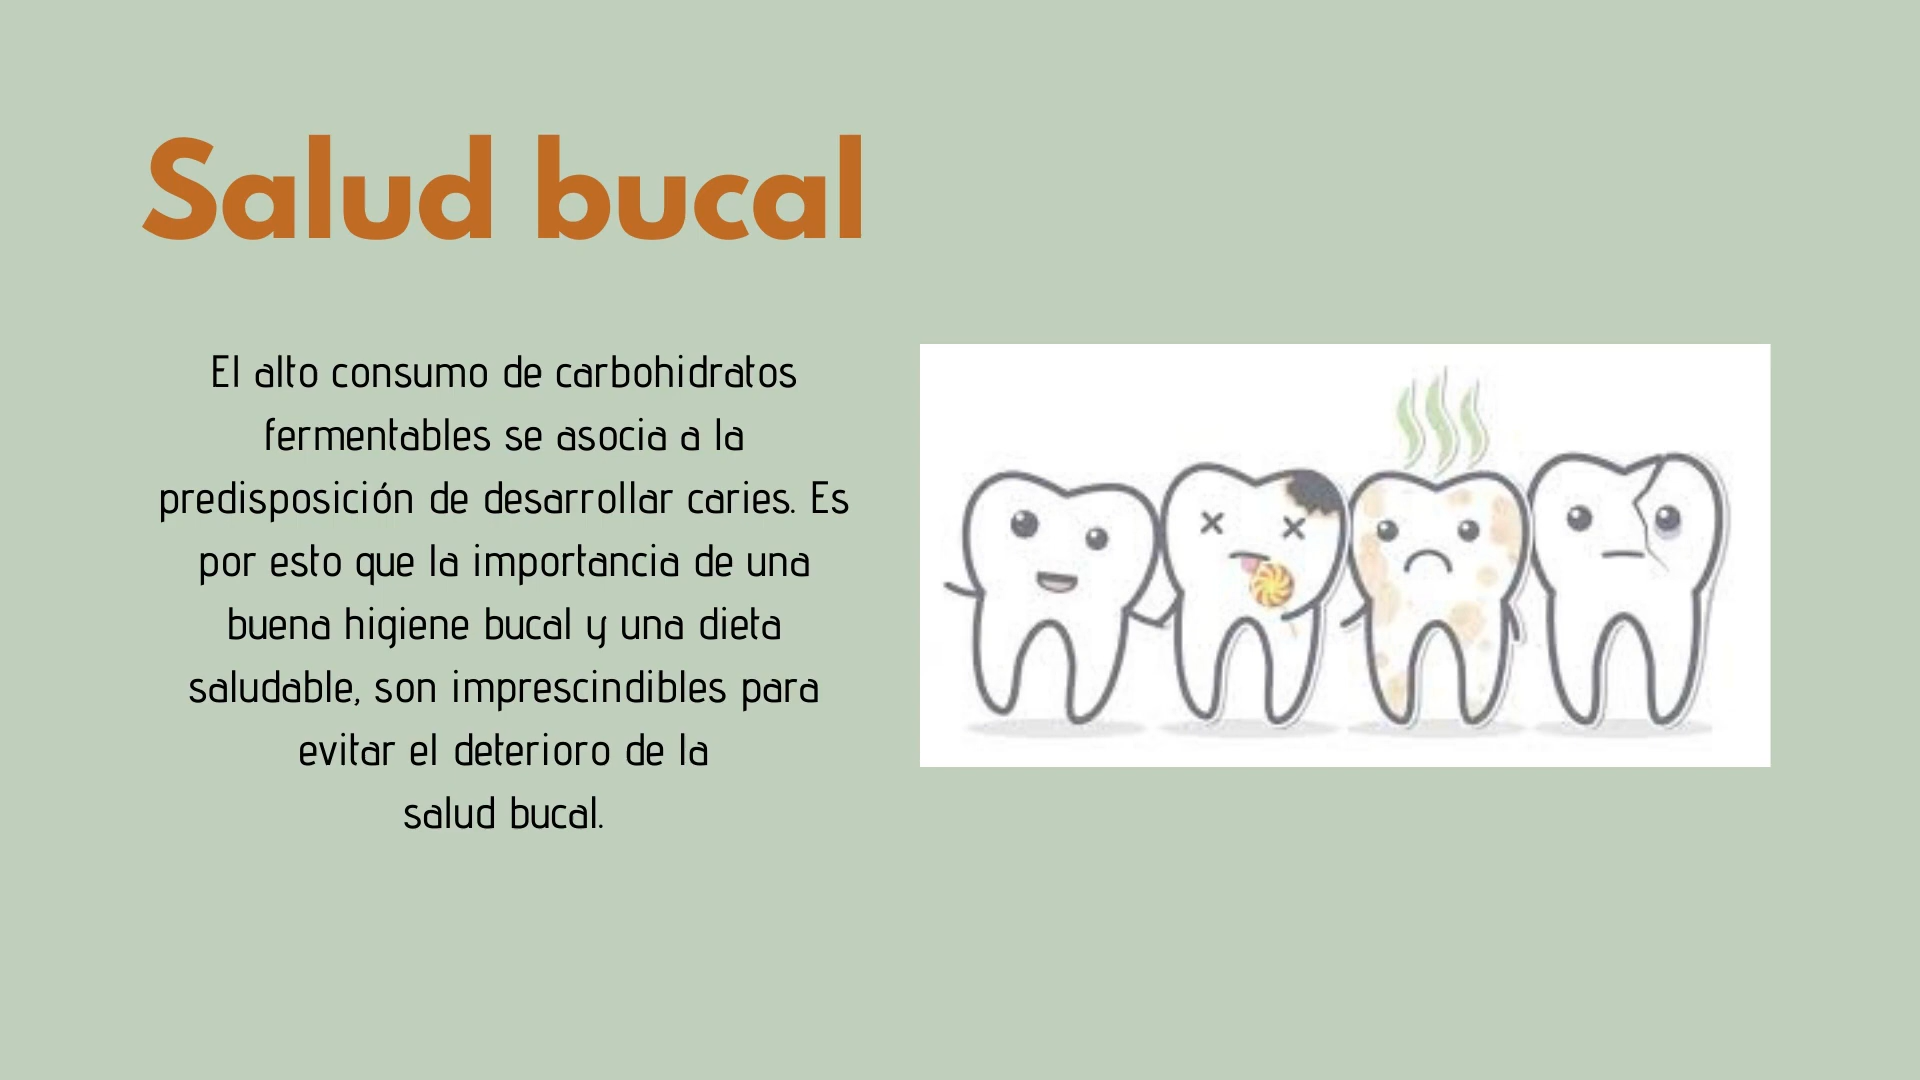 Salud bucal
El alto consumo de carbohidratos
fermentables se asocia a la
predisposición de desarrollar caries. Es
por esto que la importancia de una
buena higiene bucal y una dieta
saludable, son imprescindibles para
evitar el deterioro de la
salud bucal.